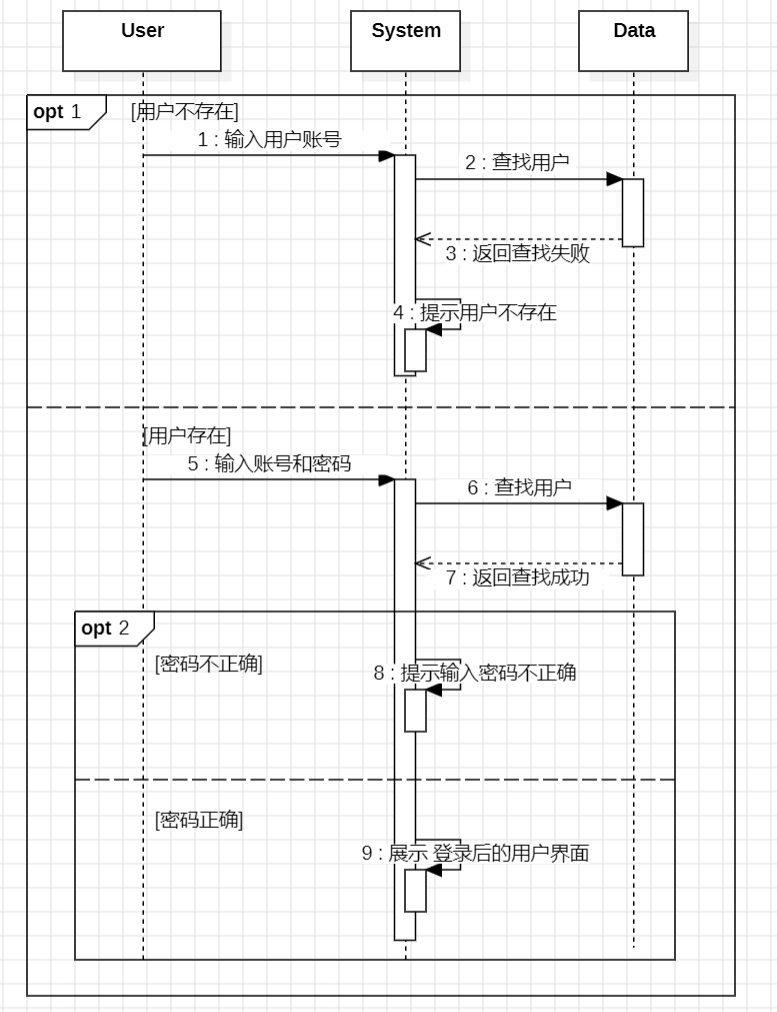 User
System
Data
opt 1
[用户不存在]
1 : 输入用户账号
2 : 查找用户
3 : 返回查找失败
4 : 提示用户不存在
[用户存在]
5 : 输入账号和密码
6 : 查找用户
7 : 返回查找成功
opt 2
[密码不正确]
8 : 提示输入密码不正确
[密码正确]
9 : 展示 登录后的用户界面